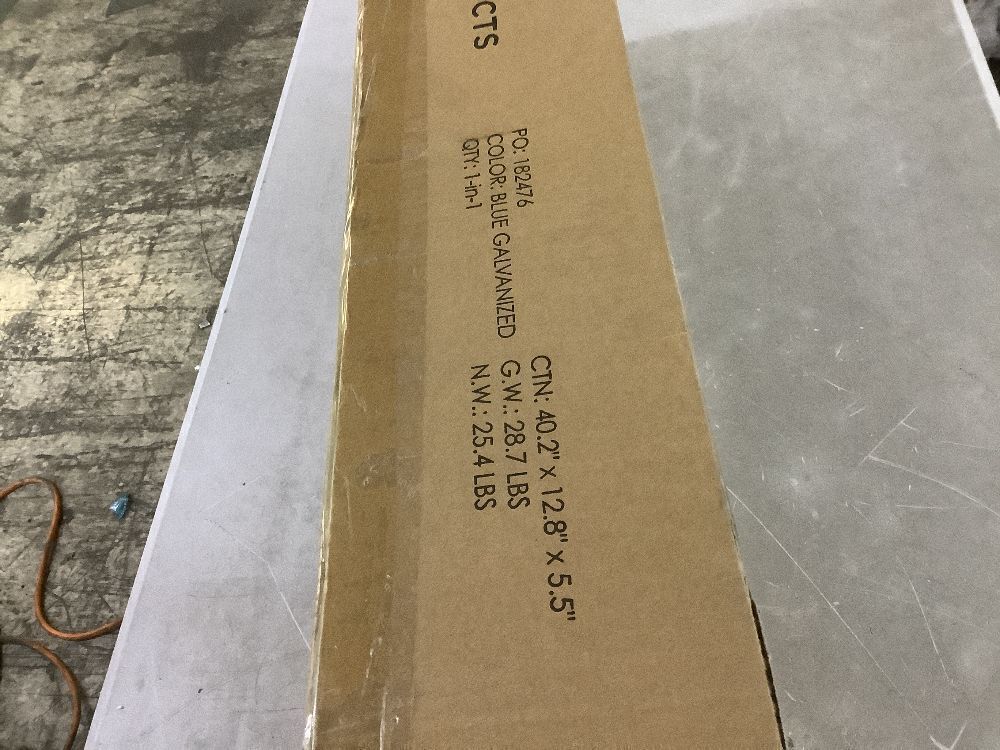 CTS
PO: 182476
COLOR: BLUE GALVANIZED
QTY: 1-in-1
CTN: 40.2" x 12.8" x 5.5"
G.W.: 28.7 LBS
N.W.: 25.4 LBS